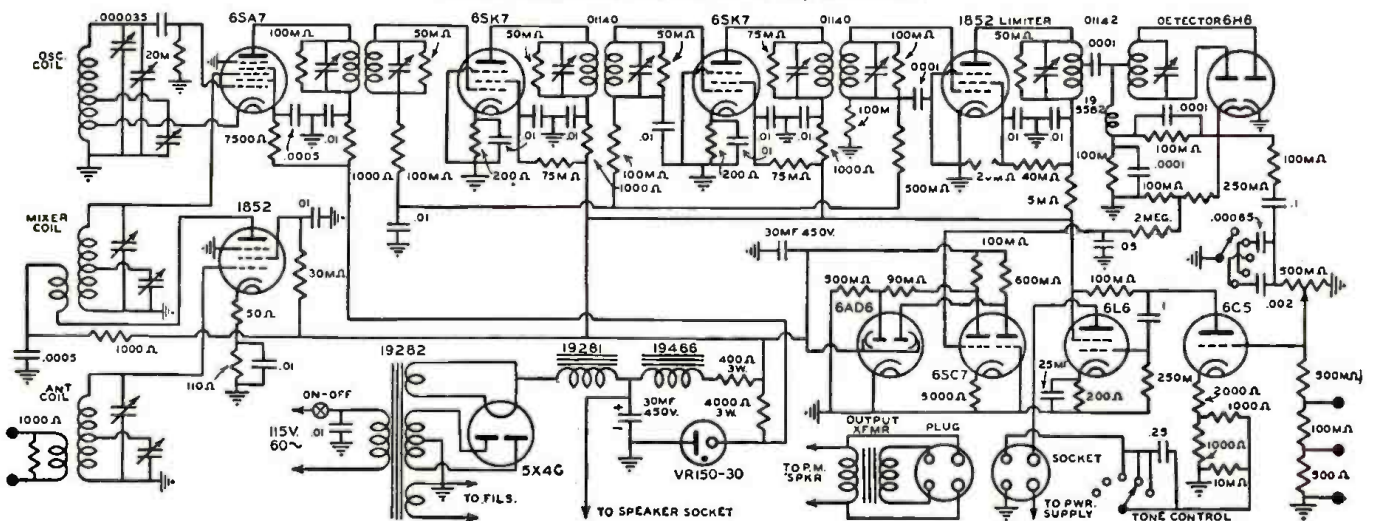 .000035
6SA7
01140
6SK7
01140
6SK7
1852 LIMITER
01142
DETECTOR 6H6
100MΩ
50MΩ
50MΩ
50MΩ
75MΩ
100MΩ
50MΩ
.0001
OSC. COIL
20M
.0001
19
5582
.0001
100M
.01
.01
.01
.01
.01
.01
.01
.01
.01
100MΩ
100MΩ
7500Ω
.0005
.01
.01
100M
.0001
250MΩ
1000Ω
100MΩ
200Ω
75MΩ
100MΩ
1000Ω
200Ω
75MΩ
1000Ω
500MΩ
40MΩ
100MΩ
.1
5MΩ
2MEG.
.00065
MIXER COIL
1852
.01
.01
30MF 450V.
100MΩ
.05
500MΩ
30MΩ
500MΩ
90MΩ
600MΩ
100MΩ
.002
6AD6
6L6
6C5
50Ω
1000Ω
.0005
.01
19282
19281
19466
400Ω
3W.
6SC7
.25MF
250M
500MΩ
110Ω
ANT COIL
ON-OFF
4000Ω
3W.
5000Ω
200Ω
2000Ω
1000Ω
1000Ω
115V.
60~
.01
30MF
450V.
OUTPUT XFMR
PLUG
.25
100MΩ
5X4G
VR150-30
SOCKET
1000Ω
10MΩ
900Ω
TO FILS.
TO SPEAKER SOCKET
TO P.M. SPKR
TO PWR. SUPPLY
TONE CONTROL